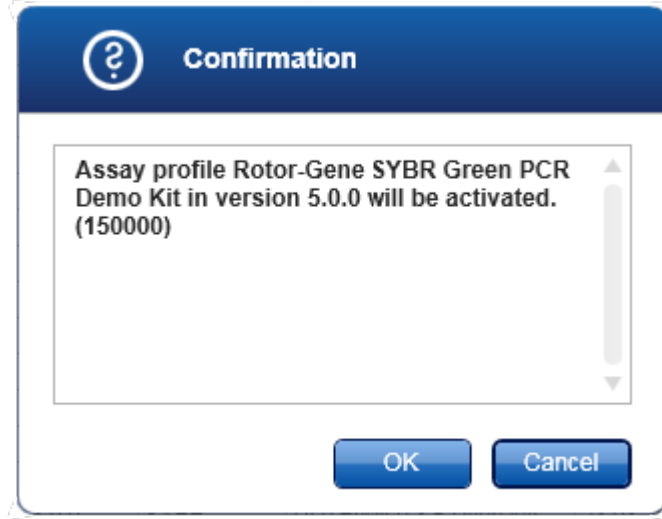 Confirmation
Assay profile Rotor-Gene SYBR Green PCR
Demo Kit in version 5.0.0 will be activated.
(150000)
OK
Cancel